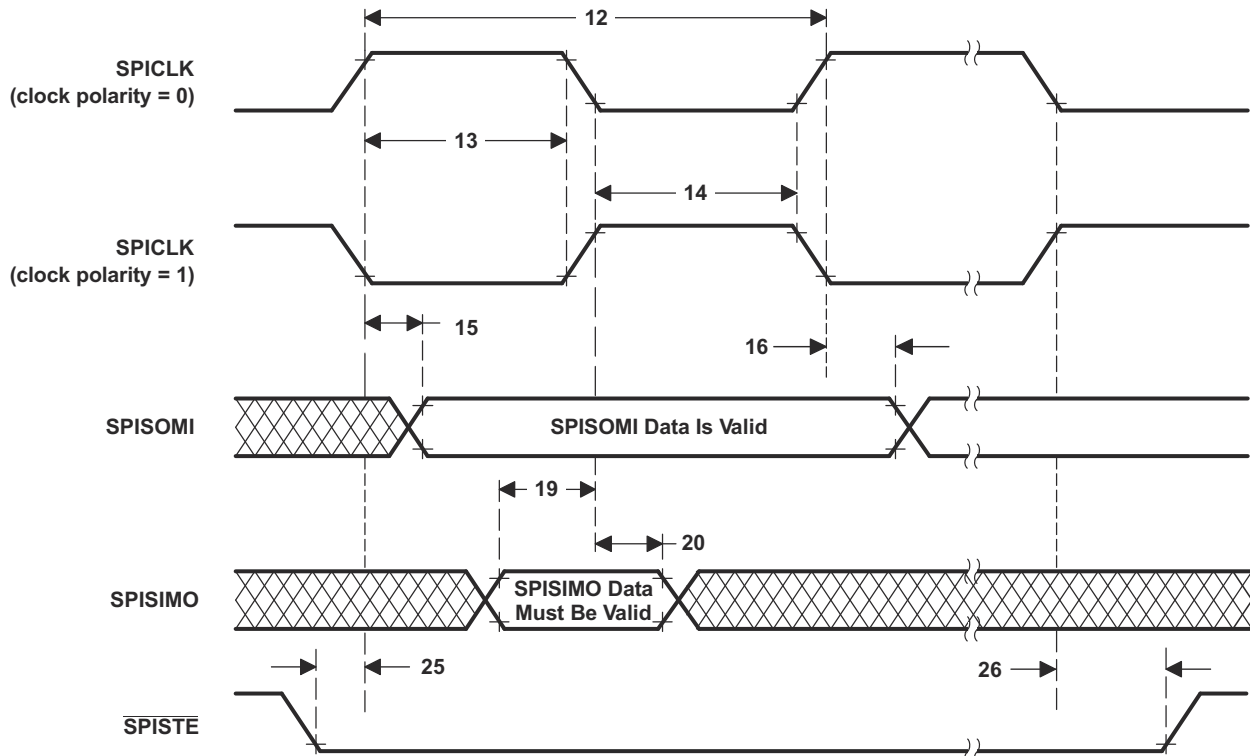 12
SPICLK
(clock polarity = 0)
13
14
SPICLK
(clock polarity = 1)
15
16
SPISOMI
SPISOMI Data Is Valid
19
20
SPISIMO
SPISIMO Data
Must Be Valid
25
26
SPISTE